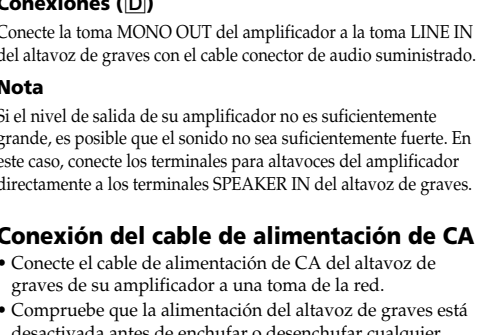 Conexiones (D)
Conecte la toma MONO OUT del amplificador a la toma LINE IN
del altavoz de graves con el cable conector de audio suministrado.
Nota
Si el nivel de salida de su amplificador no es suficientemente
grande, es posible que el sonido no sea suficientemente fuerte. En
este caso, conecte los terminales para altavoces del amplificador
directamente a los terminales SPEAKER IN del altavoz de graves.
Conexión del cable de alimentación de CA
• Conecte el cable de alimentación de CA del altavoz de
graves de su amplificador a una toma de la red.
• Compruebe que la alimentación del altavoz de graves está
desactivada antes de enchufar o desenchufar cualquier